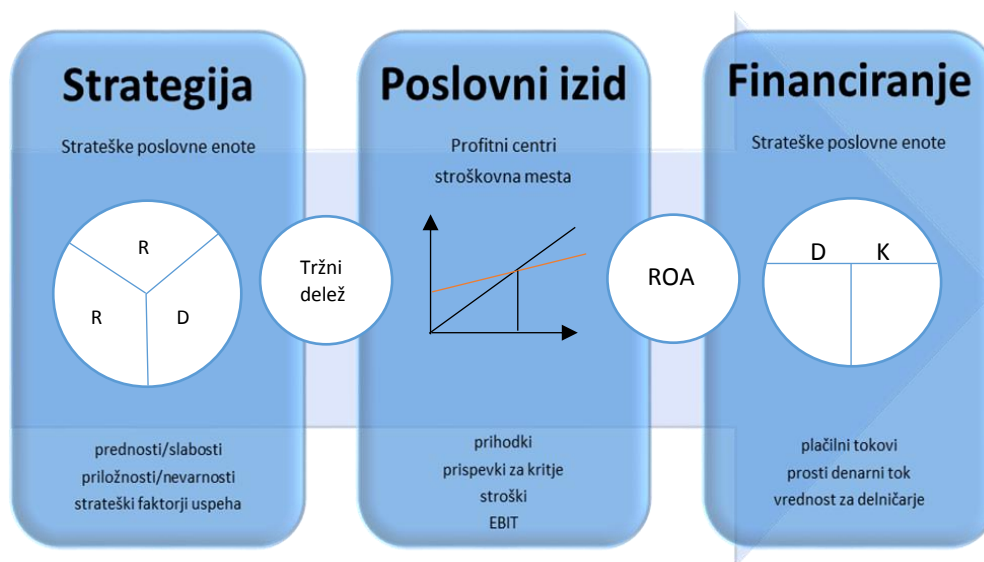 Strategija
Strateške poslovne enote
R
R
D
prednosti/slabosti
priložnosti/nevarnosti
strateški faktorji uspeha
Tržni
delež
Poslovni izid
Profitni centri
stroškovna mesta
prihodki
prispevki za kritje
stroški
EBIT
ROA
Financiranje
Strateške poslovne enote
D K
plačilni tokovi
prosti denarni tok
vrednost za delničarje